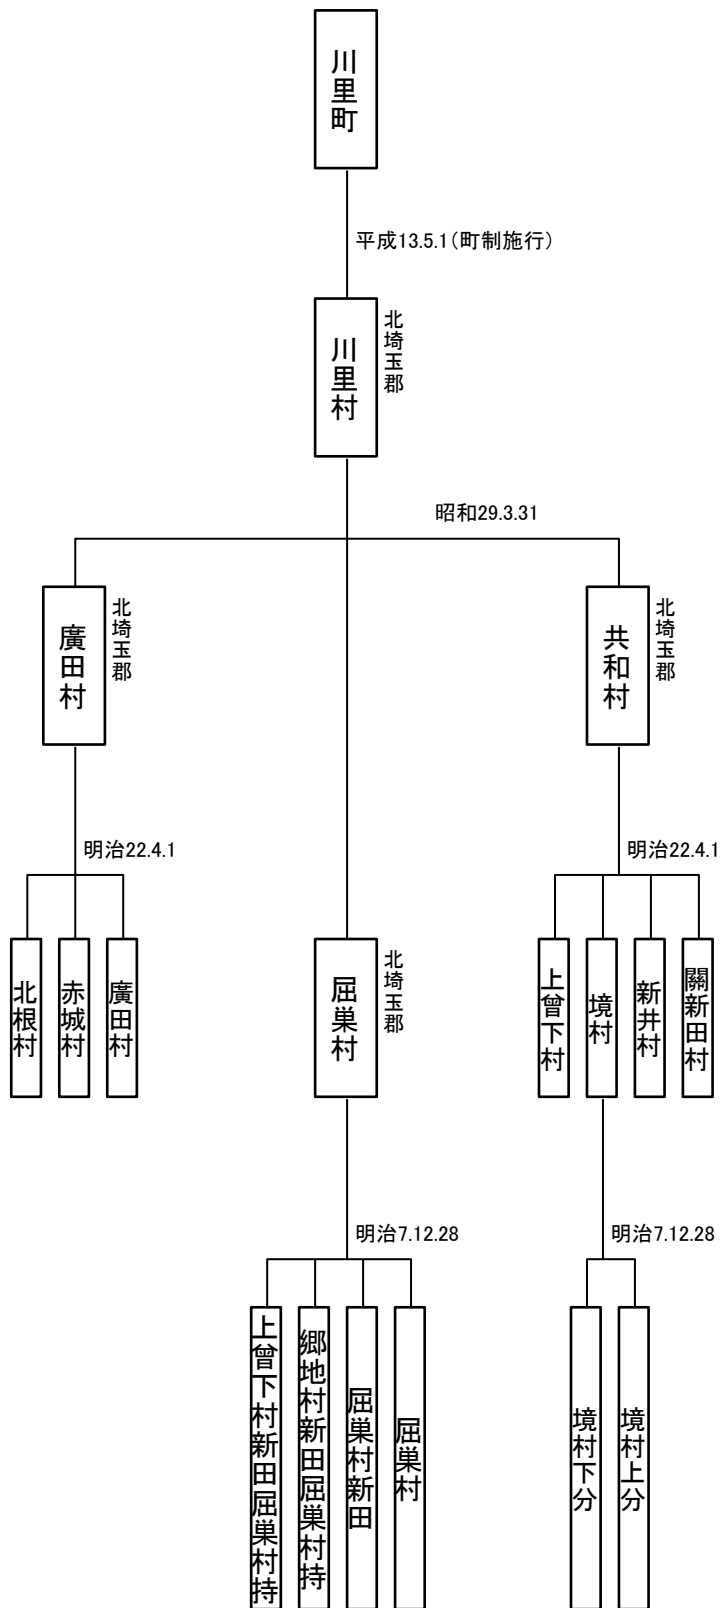 川里町
平成13.5.1(町制施行)
川里村
北埼玉郡
昭和29.3.31
廣田村
北埼玉郡
共和村
北埼玉郡
明治22.4.1
明治22.4.1
北根村
赤城村
廣田村
屈巣村
北埼玉郡
上曾下村
境村
新井村
關新田村
明治7.12.28
明治7.12.28
上曾下村新田屈巣村持
郷地村新田屈巣村持
屈巣村新田
屈巣村
境村下分
境村上分